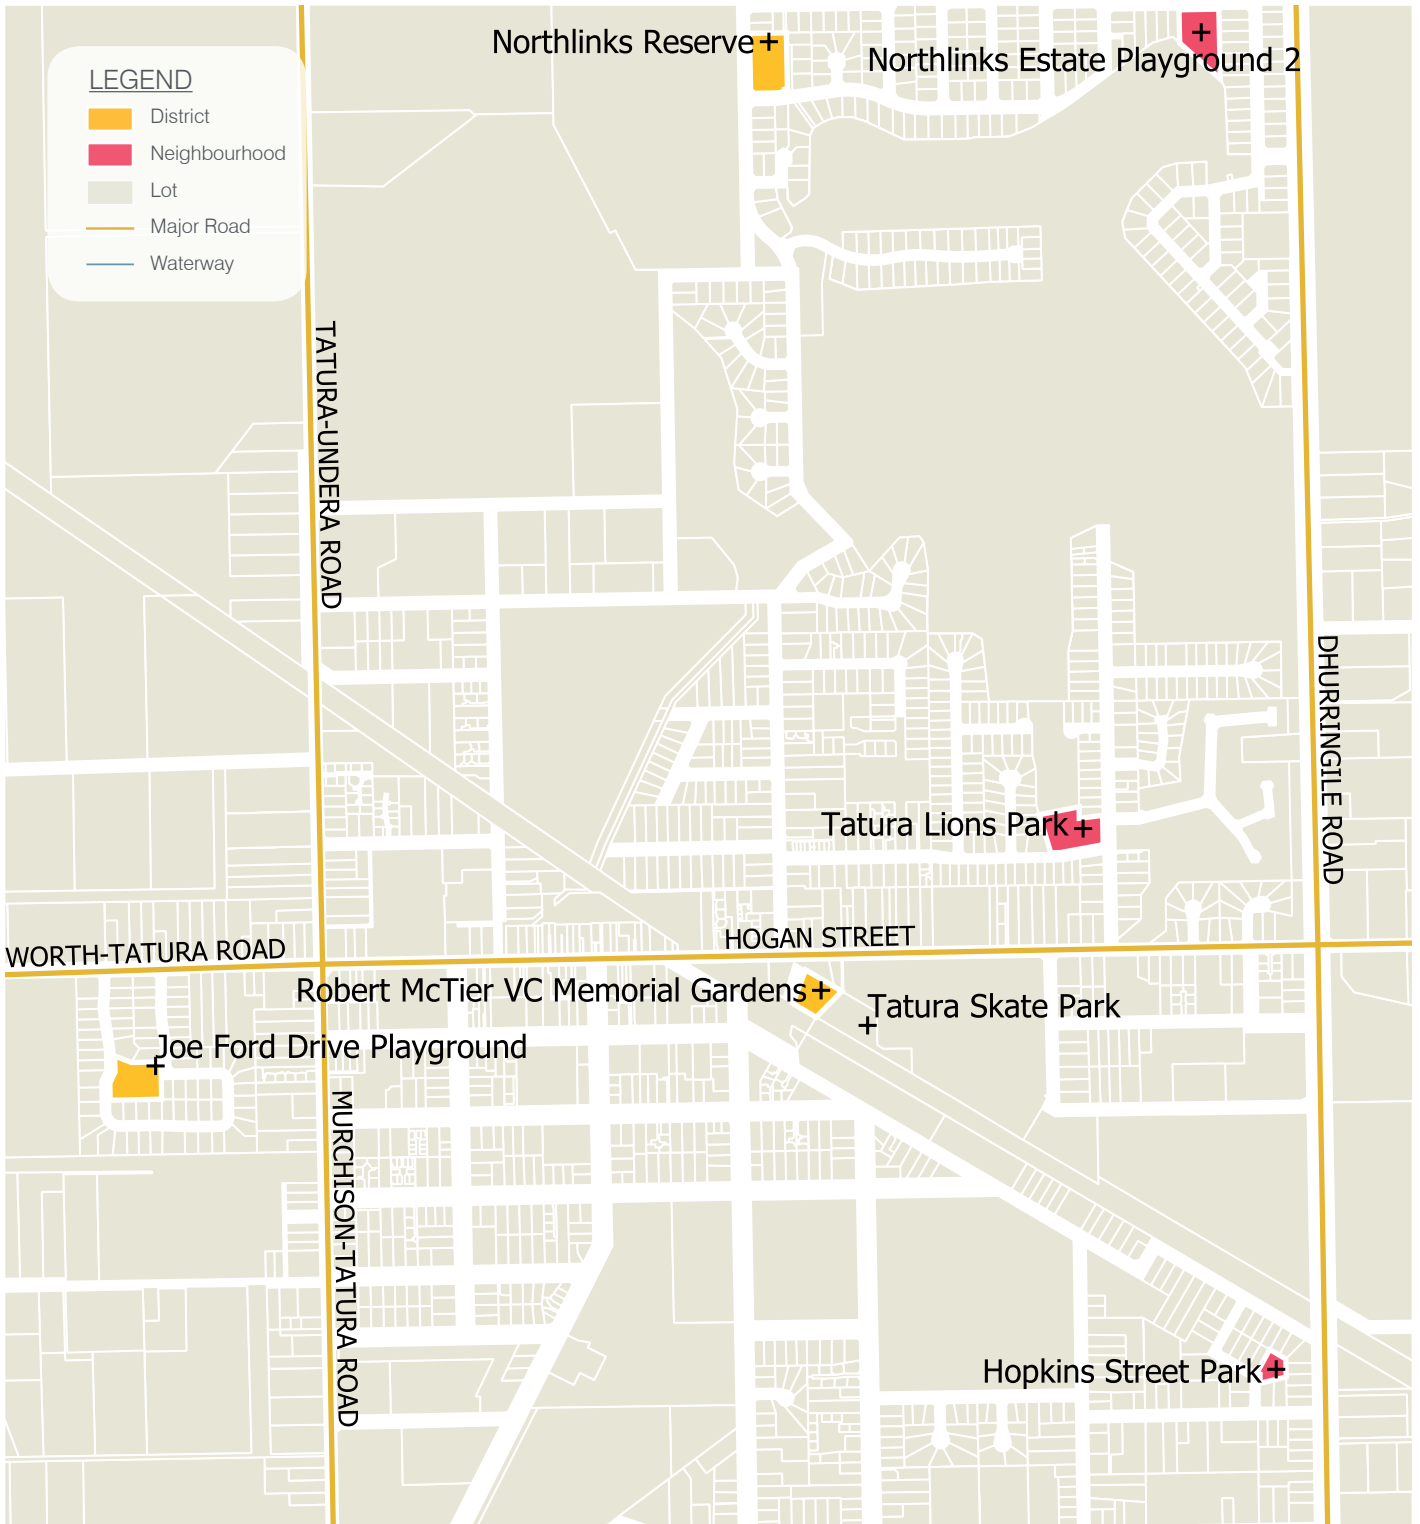 Northlinks Reserve
Northlinks Estate Playground 2
LEGEND
District
Neighbourhood
Lot
Major Road
Waterway
TATURA-UNDERA ROAD
DHURRINGILE ROAD
Tatura Lions Park
HOGAN STREET
WORTH-TATURA ROAD
Robert McTier VC Memorial Gardens
Tatura Skate Park
Joe Ford Drive Playground
MURCHISON-TATURA ROAD
Hopkins Street Park